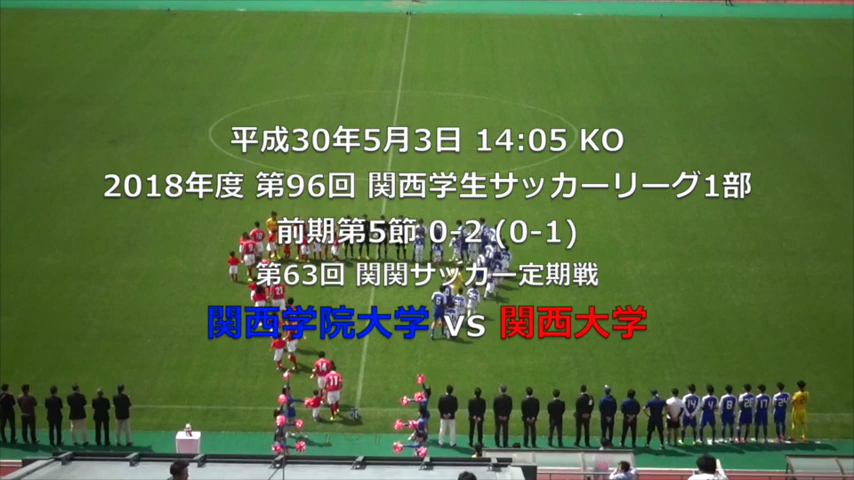 平成30年5月3日 14:05 KO
2018年度 第96回 関西学生サッカーリーグ1部
前期第5節 0-2 (0-1)
第63回 関関サッカー定期戦
関西学院大学 vs 関西大学